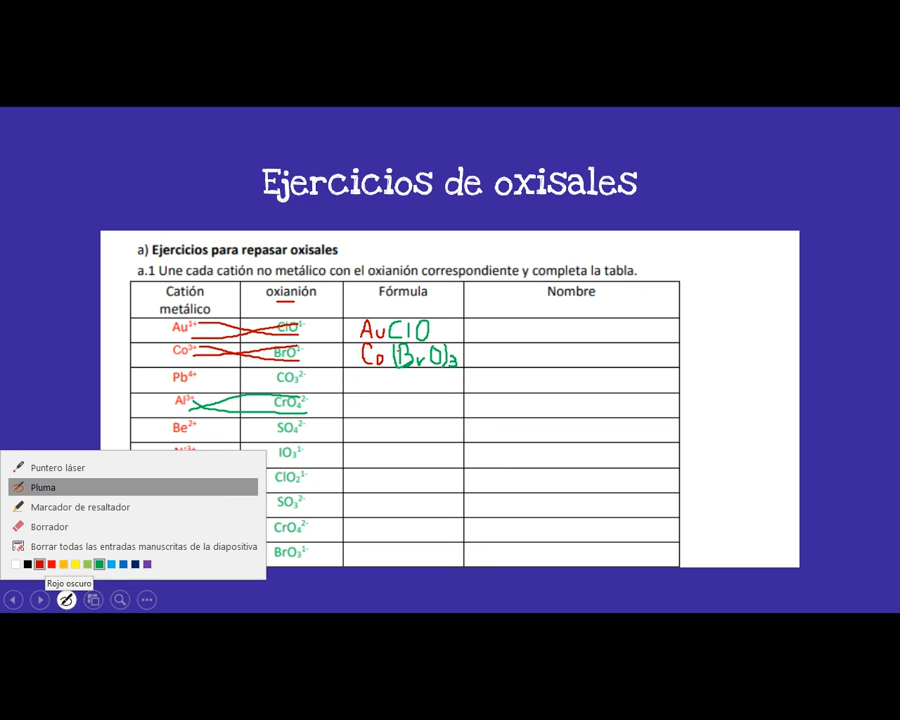 Ejercicios de oxisales
a) Ejercicios para repasar oxisales
a.1 Une cada catión no metálico con el oxianión correspondiente y completa la tabla.
Catión metálico oxianión Fórmula Nombre
Au¹⁺ ClO¹⁻ AuClO
Co³⁺ BrO¹⁻ Co(BrO)₃
Pb⁴⁺ CO₃²⁻
Al³⁺ CrO₄²⁻
Be²⁺ SO₄²⁻
IO₃¹⁻
ClO₂¹⁻
SO₃²⁻
CrO₄²⁻
BrO₃¹⁻
Puntero láser
Pluma
Marcador de resaltador
Borrador
Borrar todas las entradas manuscritas de la diapositiva
Rojo oscuro